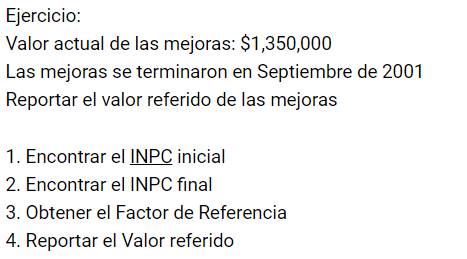 Ejercicio:
Valor actual de las mejoras: $1,350,000
Las mejoras se terminaron en Septiembre de 2001
Reportar el valor referido de las mejoras
1. Encontrar el INPC inicial
2. Encontrar el INPC final
3. Obtener el Factor de Referencia
4. Reportar el Valor referido